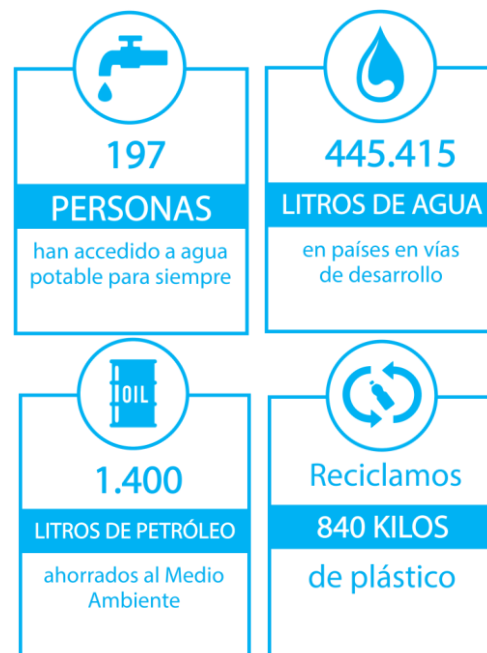 197
PERSONAS
han accedido a agua
potable para siempre
445.415
LITROS DE AGUA
en países en vías
de desarrollo
OIL
1.400
LITROS DE PETRÓLEO
ahorrados al Medio
Ambiente
Reciclamos
840 KILOS
de plástico